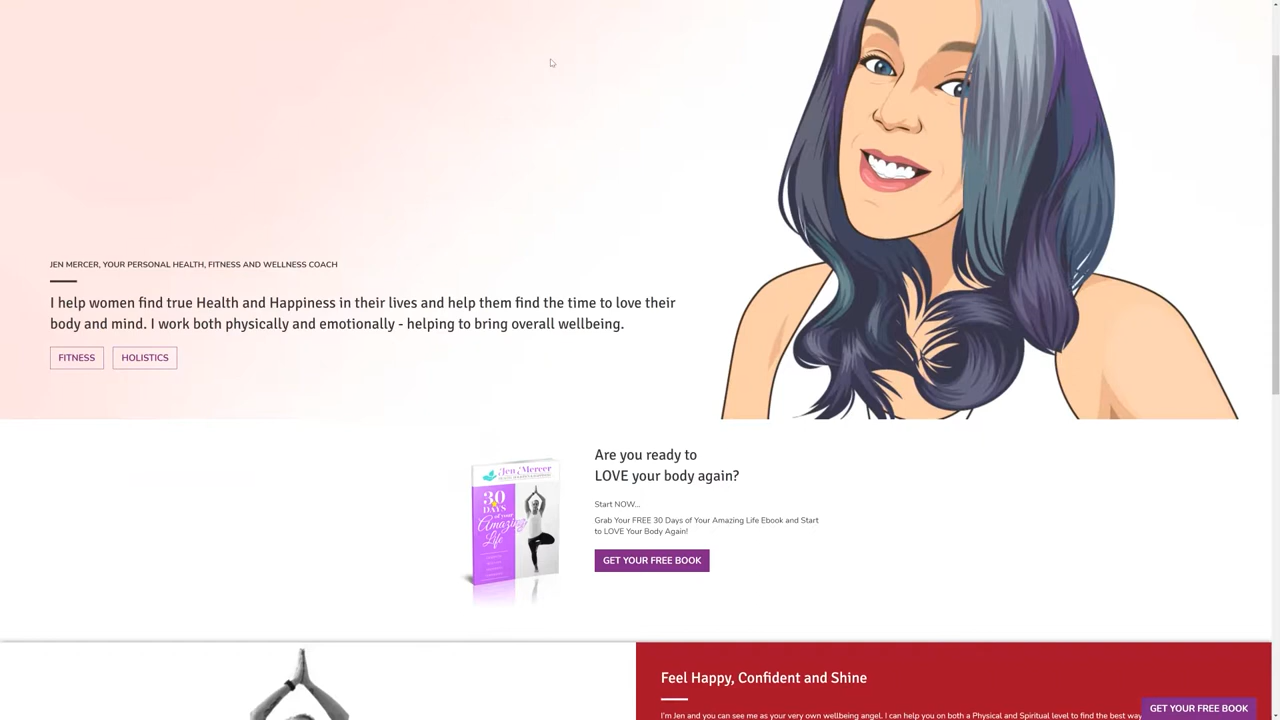 JEN MERCER, YOUR PERSONAL HEALTH, FITNESS AND WELLNESS COACH
I help women find true Health and Happiness in their lives and help them find the time to love their
body and mind. I work both physically and emotionally - helping to bring overall wellbeing.
FITNESS
HOLISTICS
Jen Mercer
30
DAYS
of your
Amazing
Life
Are you ready to
LOVE your body again?
Start NOW...
Grab Your FREE 30 Days of Your Amazing Life Ebook and Start
to LOVE Your Body Again!
GET YOUR FREE BOOK
Feel Happy, Confident and Shine
I'm Jen and you can see me as your very own wellbeing angel. I can help you on both a Physical and Spiritual level to find the best way
GET YOUR FREE BOOK